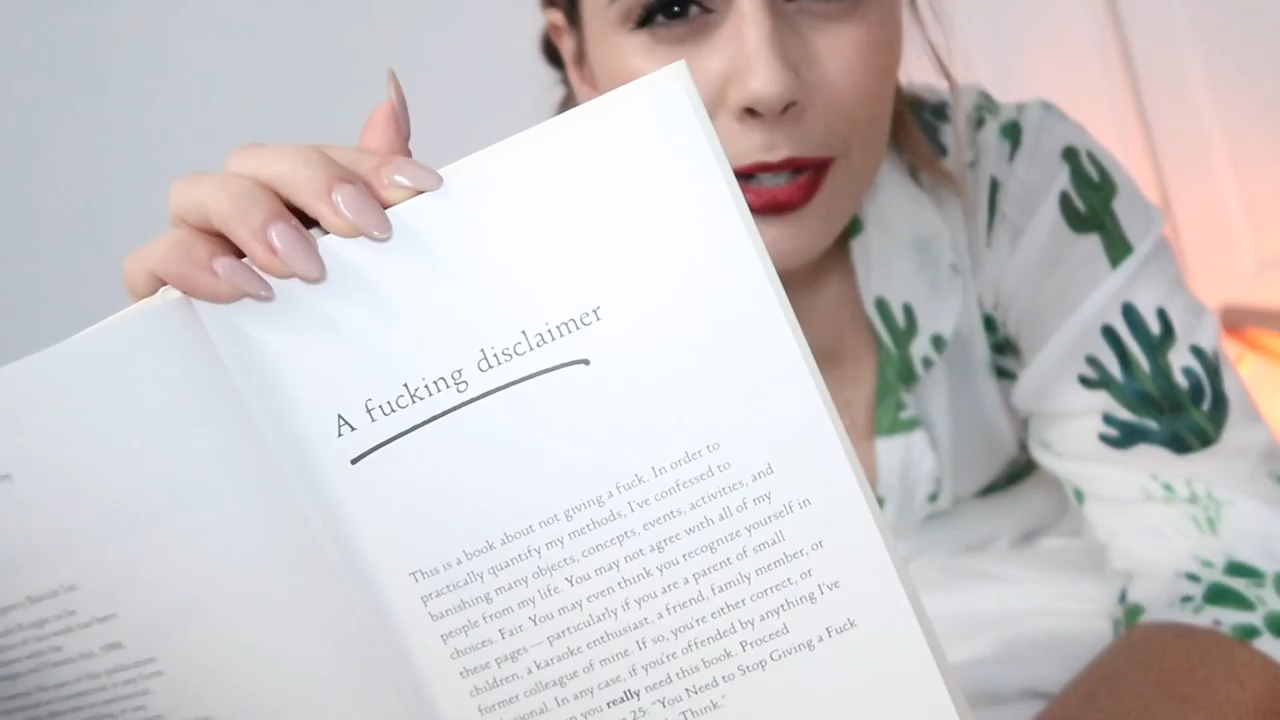 A fucking disclaimer
This is a book about not giving a fuck. In order to
practically quantify my methods, I've confessed to
banishing many objects, concepts, events, activities, and
people from my life. You may not agree with all of my
choices. Fair. You may even think you recognize yourself in
these pages — particularly if you are a parent of small
children, a karaoke enthusiast, a friend, family member, or
former colleague of mine. If so, you're either correct, or
In any case, if you're offended by anything I've
you really need this book. Proceed
25: "You Need to Stop Giving a Fuck
Think."